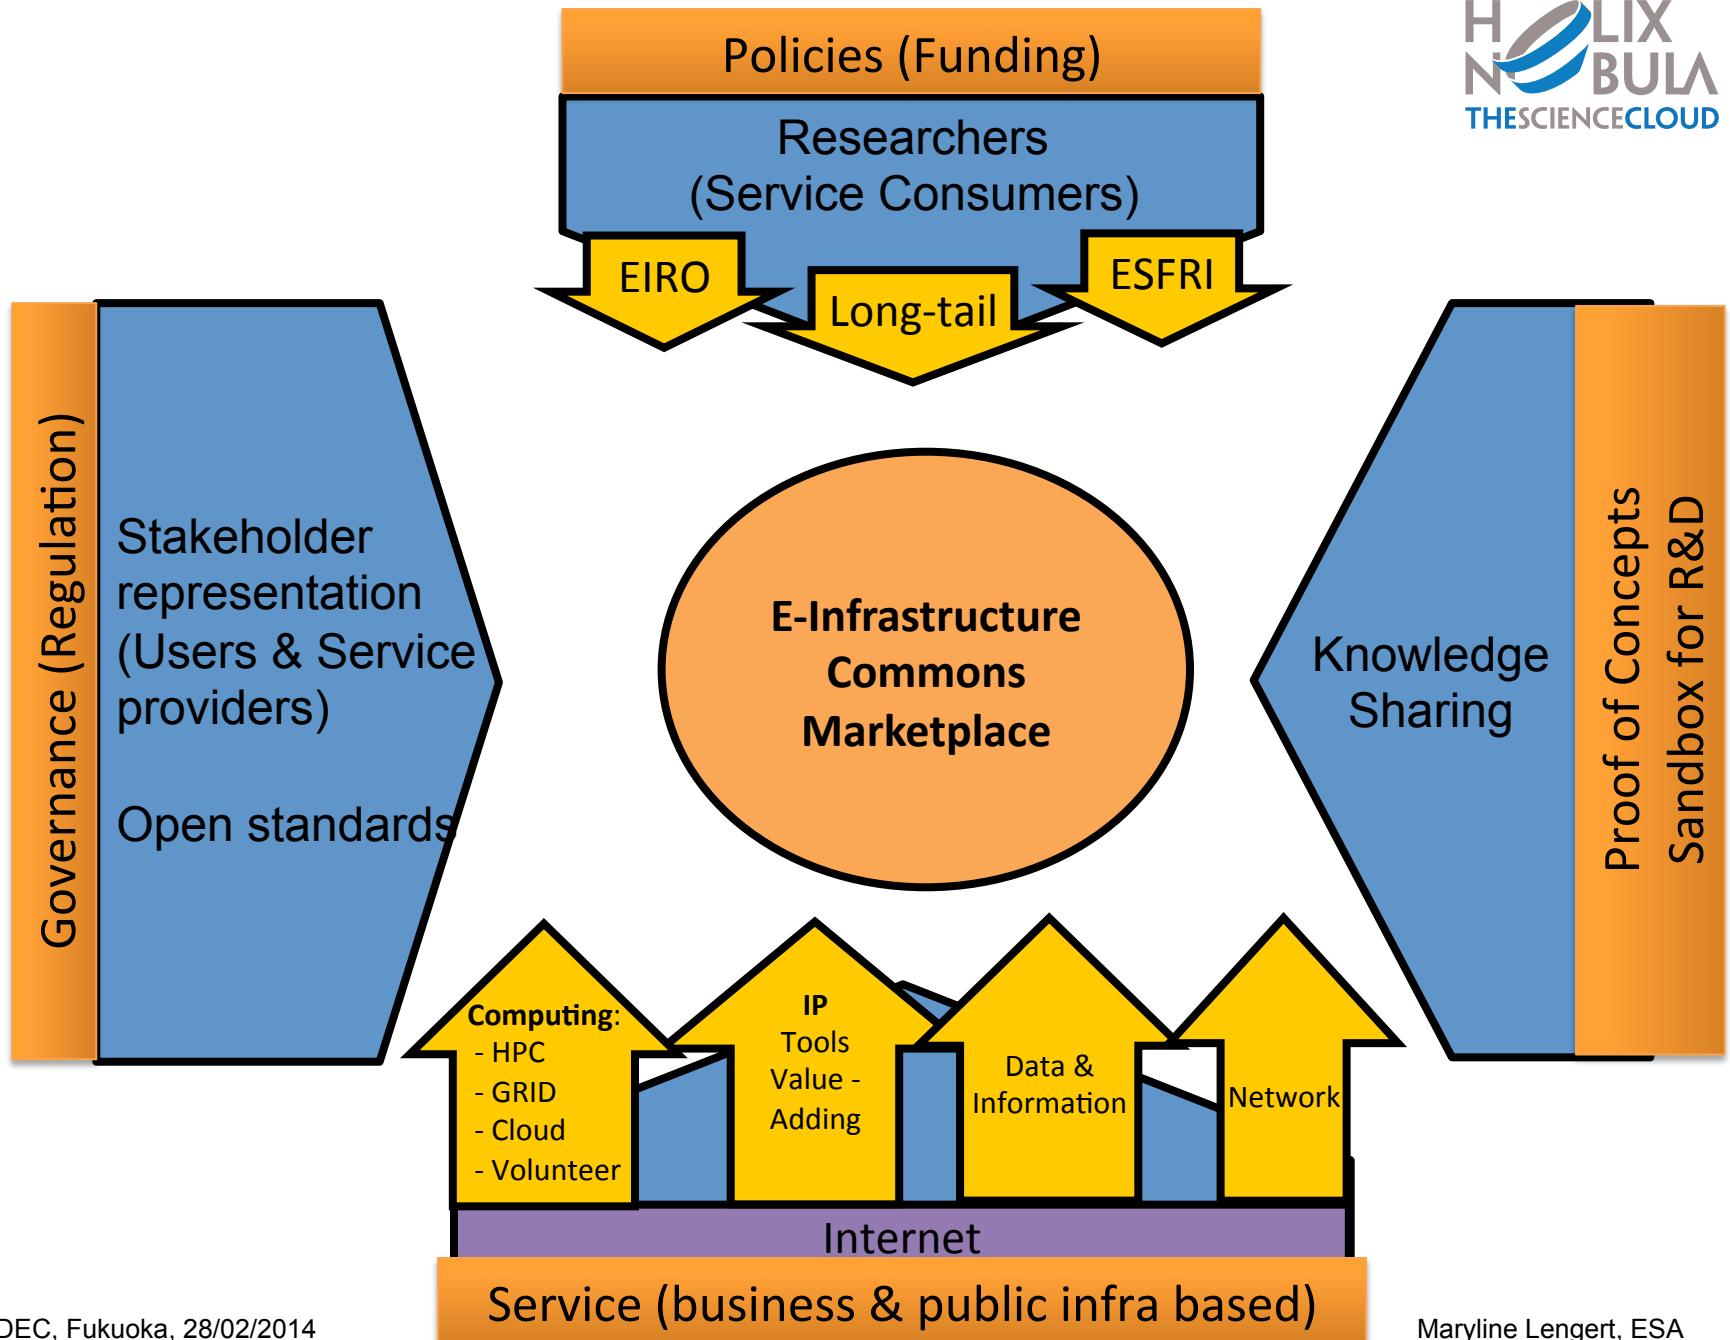 Policies (Funding)
HELIX
NEBULA
THESCIENCECLOUD
Researchers
(Service Consumers)
EIRO
Long-tail
ESFRI
Governance (Regulation)
Stakeholder
representation
(Users & Service
providers)
Open standards
E-Infrastructure
Commons
Marketplace
Knowledge
Sharing
Proof of Concepts
Sandbox for R&D
Computing:
- HPC
- GRID
- Cloud
- Volunteer
IP
Tools
Value -
Adding
Data &
Information
Network
Internet
Service (business & public infra based)
DEC, Fukuoka, 28/02/2014
Maryline Lengert, ESA